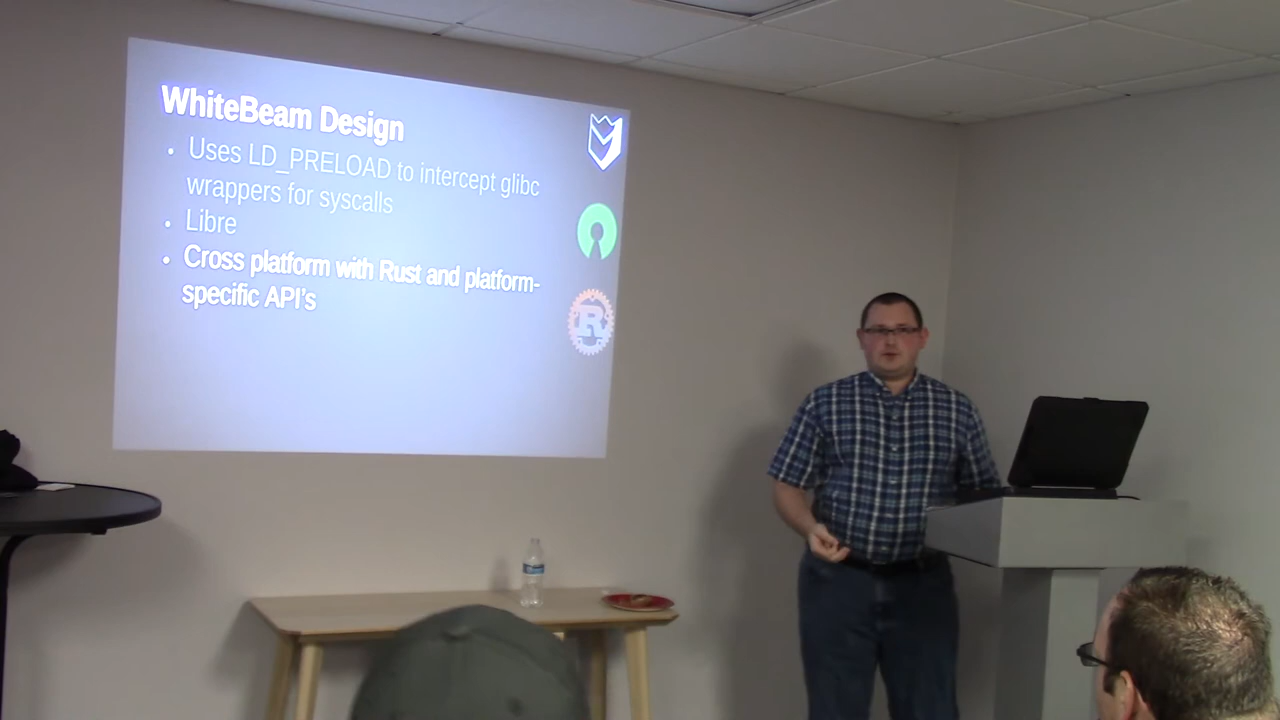 WhiteBeam Design
• Uses LD_PRELOAD to intercept glibc
wrappers for syscalls
• Libre
• Cross platform with Rust and platform-
specific API's
R